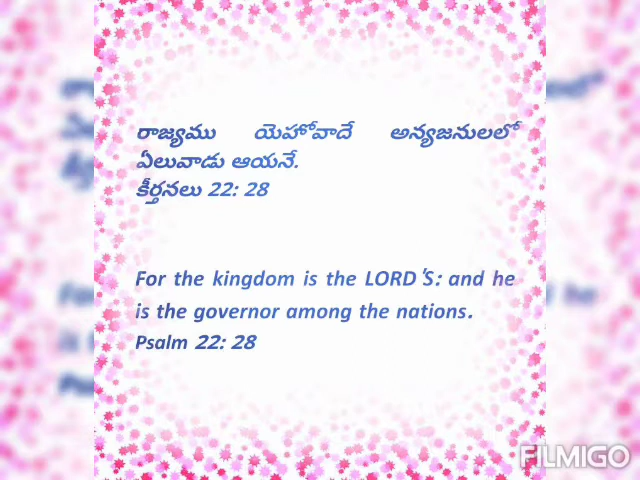 రాజ్యము యెహోవాదే అన్యజనులలో
ఏలువాడు ఆయనే.
కీర్తనలు 22: 28
For the kingdom is the LORD'S: and he
is the governor among the nations.
Psalm 22: 28
FILMIGO